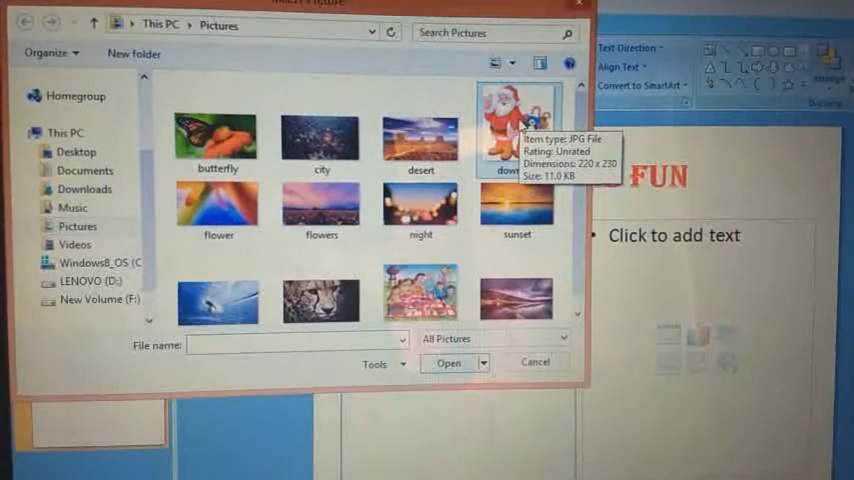 This PC
Pictures
Search Pictures
Organize
New folder
Homegroup
This PC
Desktop
Documents
Downloads
Music
Pictures
Videos
Windows8_OS (C
LENOVO (D:)
New Volume (F:)
butterfly
city
desert
Item type: JPG File
Rating: Unrated
Dimensions: 220 x 230
Size: 11.0 KB
flower
flowers
night
sunset
File name:
All Pictures
Tools
Open
Cancel
Text Direction
Align Text
Convert to SmartArt
FUN
• Click to add text